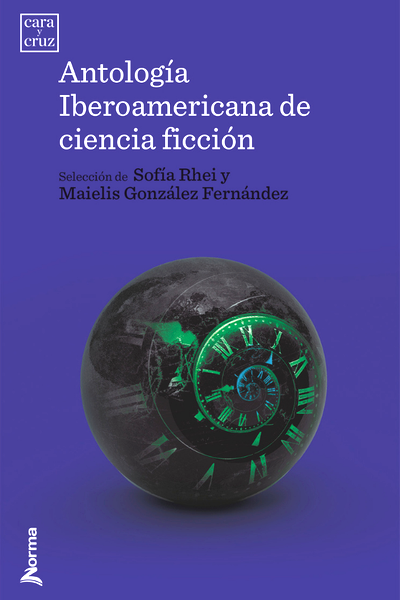 cara
y
cruz
Antología
Iberoamericana de
ciencia ficción
Selección de Sofía Rhei y
Maielis González Fernández
Norma